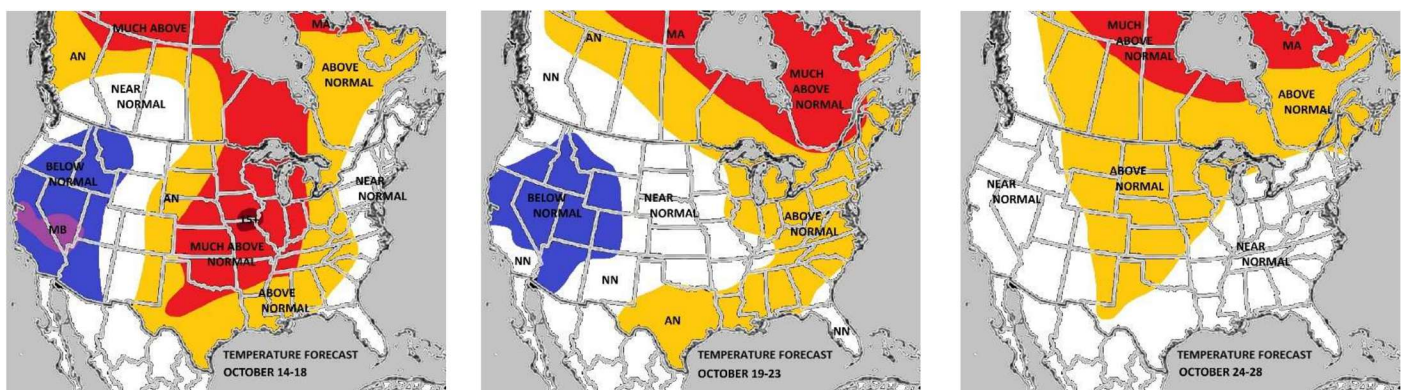 MUCH ABOVE
MA
AN
ABOVE
NORMAL
NEAR
NORMAL
BELOW
NORMAL
AN
NEAR
NORMAL
MB
MUCH ABOVE
NORMAL
ABOVE
NORMAL
TEMPERATURE FORECAST
OCTOBER 14-18
AN
MA
NN
MUCH
ABOVE
NORMAL
BELOW
NORMAL
NEAR
NORMAL
ABOVE
NORMAL
NN
NN
AN
NN
TEMPERATURE FORECAST
OCTOBER 19-23
MUCH
ABOVE
NORMAL
MA
ABOVE
NORMAL
NEAR
NORMAL
ABOVE
NORMAL
NEAR
NORMAL
TEMPERATURE FORECAST
OCTOBER 24-28